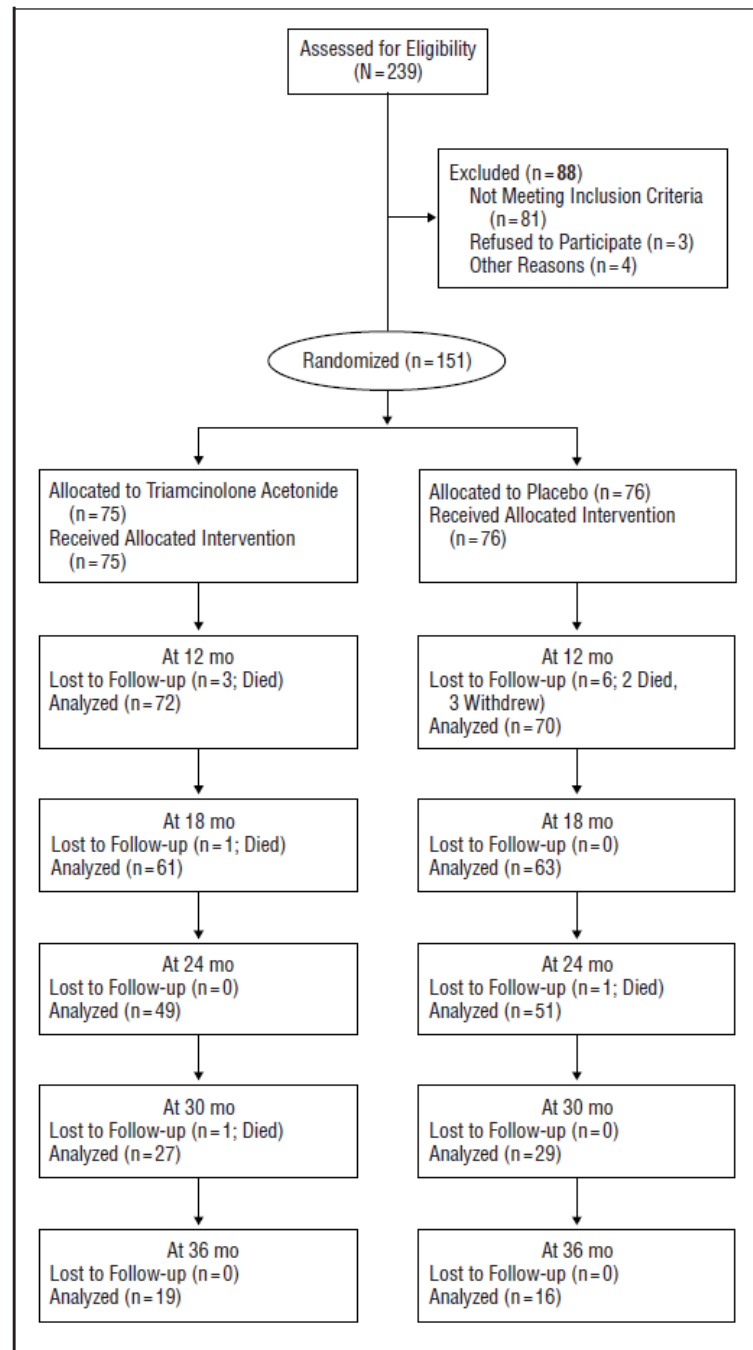 Assessed for Eligibility
(N=239)
Excluded (n=88)
Not Meeting Inclusion Criteria
(n=81)
Refused to Participate (n=3)
Other Reasons (n=4)
Randomized (n=151)
Allocated to Triamcinolone Acetonide
(n=75)
Received Allocated Intervention
(n=75)
Allocated to Placebo (n=76)
Received Allocated Intervention
(n=76)
At 12 mo
Lost to Follow-up (n=3; Died)
Analyzed (n=72)
At 12 mo
Lost to Follow-up (n=6; 2 Died,
3 Withdrew)
Analyzed (n=70)
At 18 mo
Lost to Follow-up (n=1; Died)
Analyzed (n=61)
At 18 mo
Lost to Follow-up (n=0)
Analyzed (n=63)
At 24 mo
Lost to Follow-up (n=0)
Analyzed (n=49)
At 24 mo
Lost to Follow-up (n=1; Died)
Analyzed (n=51)
At 30 mo
Lost to Follow-up (n=1; Died)
Analyzed (n=27)
At 30 mo
Lost to Follow-up (n=0)
Analyzed (n=29)
At 36 mo
Lost to Follow-up (n=0)
Analyzed (n=19)
At 36 mo
Lost to Follow-up (n=0)
Analyzed (n=16)